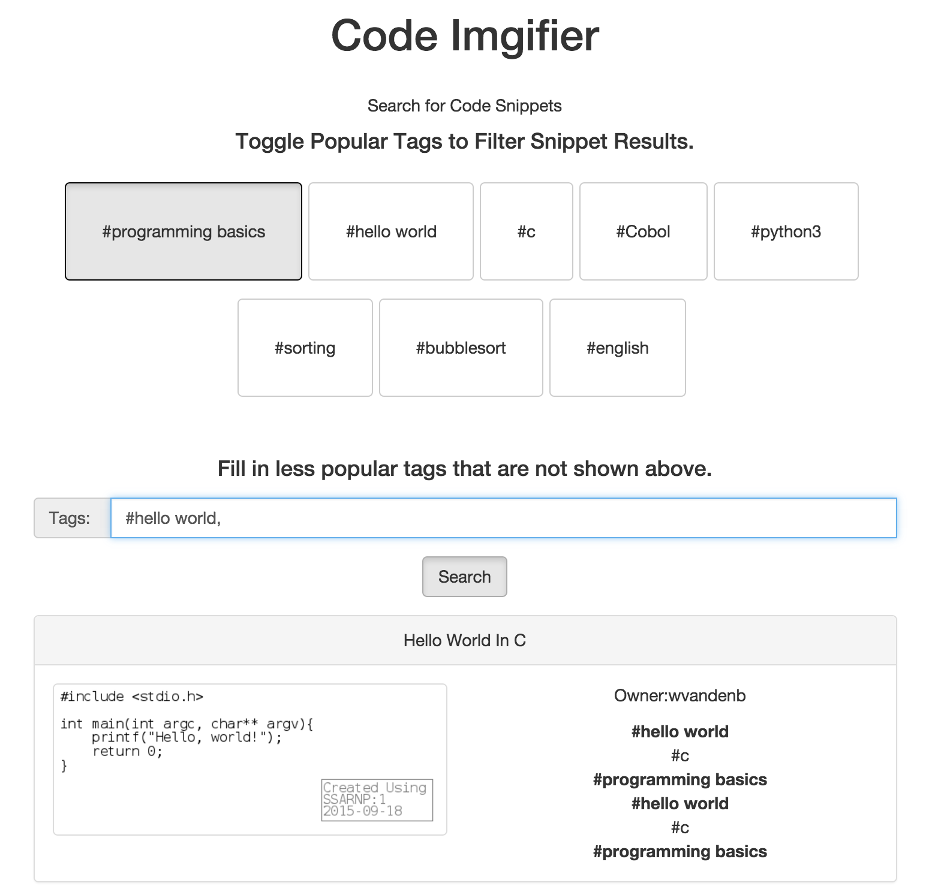 Code Imgifier
Search for Code Snippets
Toggle Popular Tags to Filter Snippet Results.
#programming basics
#hello world
#c
#Cobol
#python3
#sorting
#bubblesort
#english
Fill in less popular tags that are not shown above.
Tags:
#hello world,
Search
Hello World In C
#include <stdio.h>
int main(int argc, char** argv){
    printf("Hello, world!");
    return 0;
}
Created Using
SSARNP:1
2015-09-18
Owner:wvandenb
#hello world
#c
#programming basics
#hello world
#c
#programming basics